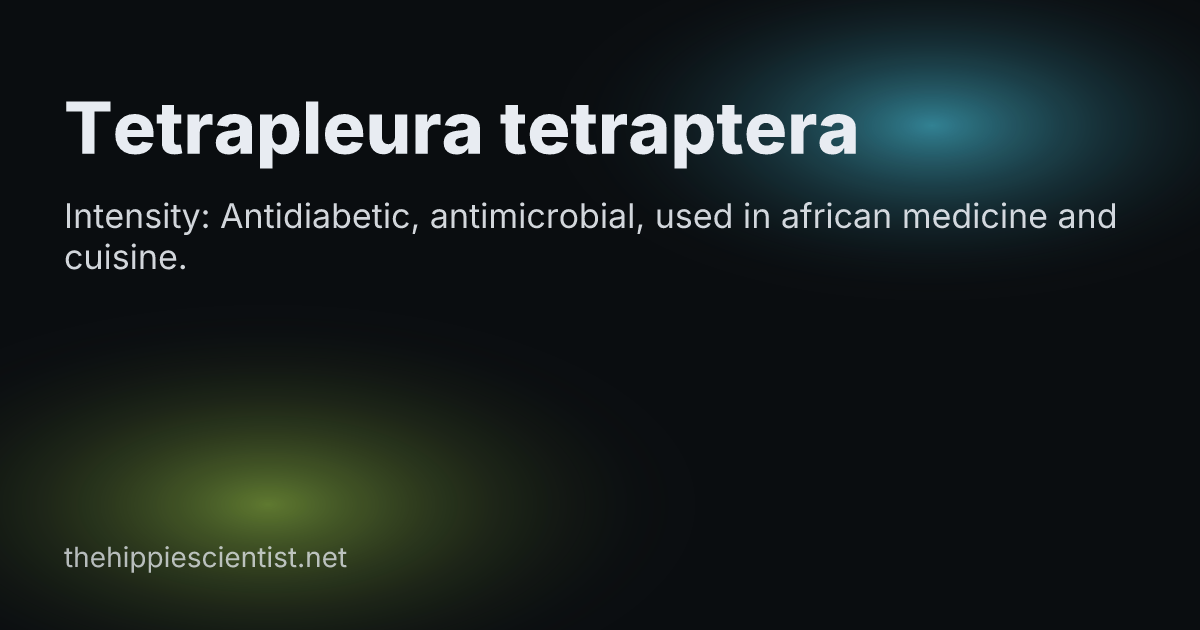 Tetrapleura tetraptera
Intensity: Antidiabetic, antimicrobial, used in african medicine and
cuisine.
thehippiescientist.net